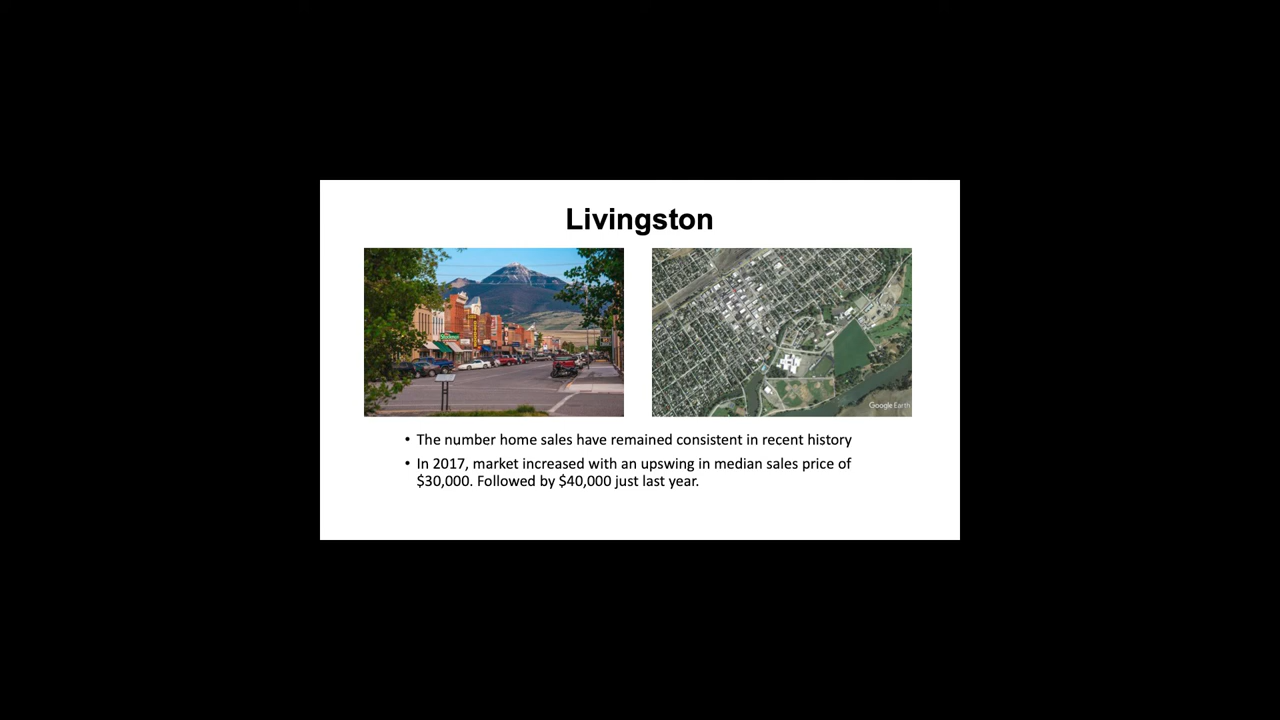 Livingston
Google Earth
• The number home sales have remained consistent in recent history
• In 2017, market increased with an upswing in median sales price of
$30,000. Followed by $40,000 just last year.